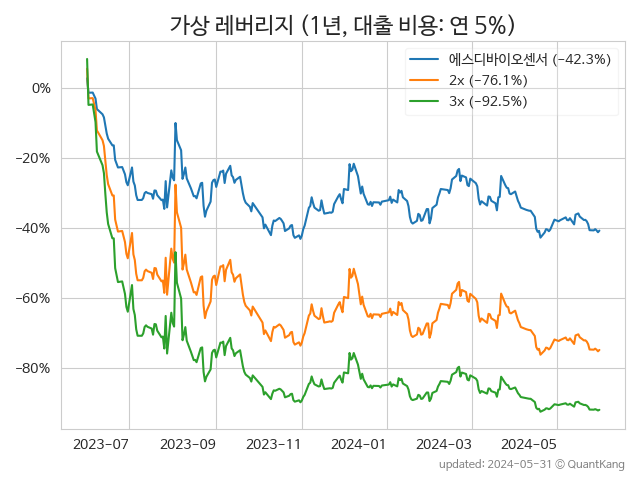 가상 레버리지 (1년, 대출 비용: 연 5%)
에스디바이오센서 (−42.3%)
2x (−76.1%)
3x (−92.5%)
0%
−20%
−40%
−60%
−80%
2023-07
2023-09
2023-11
2024-01
2024-03
2024-05
updated: 2024-05-31 © QuantKang